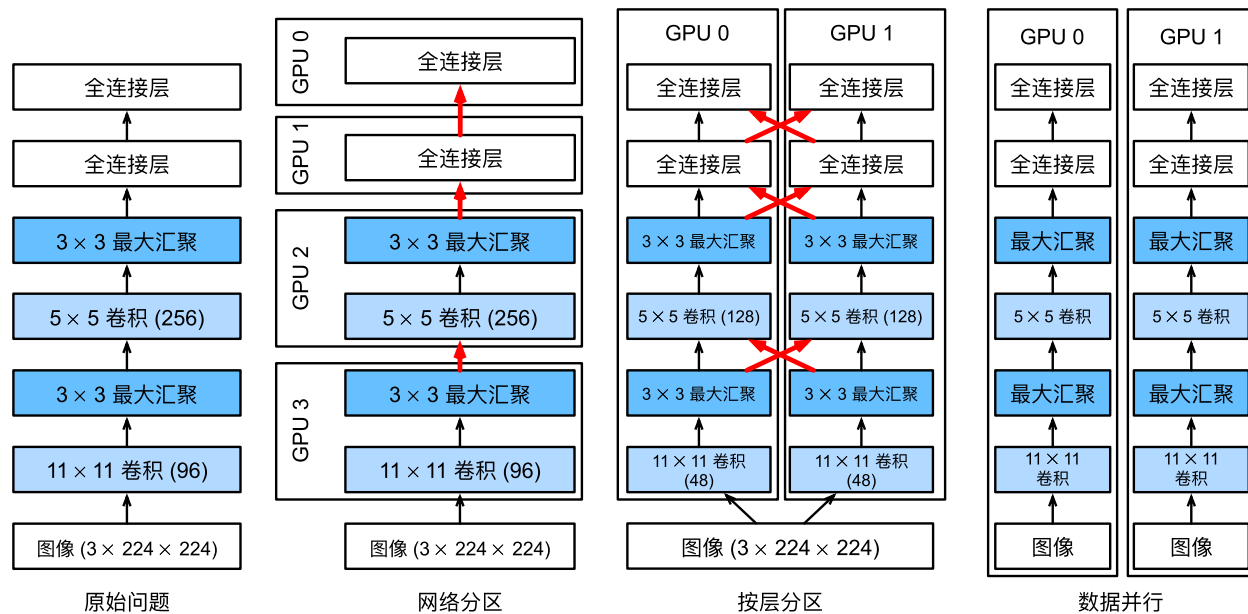 全连接层
全连接层
3 × 3 最大汇聚
5 × 5 卷积 (256)
3 × 3 最大汇聚
11 × 11 卷积 (96)
图像 (3 × 224 × 224)
原始问题
GPU 0
全连接层
GPU 1
全连接层
GPU 2
3 × 3 最大汇聚
5 × 5 卷积 (256)
GPU 3
3 × 3 最大汇聚
11 × 11 卷积 (96)
图像 (3 × 224 × 224)
网络分区
GPU 0
全连接层
全连接层
3 × 3 最大汇聚
5 × 5 卷积 (128)
3 × 3 最大汇聚
11 × 11 卷积
(48)
GPU 1
全连接层
全连接层
3 × 3 最大汇聚
5 × 5 卷积 (128)
3 × 3 最大汇聚
11 × 11 卷积
(48)
图像 (3 × 224 × 224)
按层分区
GPU 0
全连接层
全连接层
最大汇聚
5 × 5 卷积
最大汇聚
11 × 11
卷积
图像
GPU 1
全连接层
全连接层
最大汇聚
5 × 5 卷积
最大汇聚
11 × 11
卷积
图像
数据并行